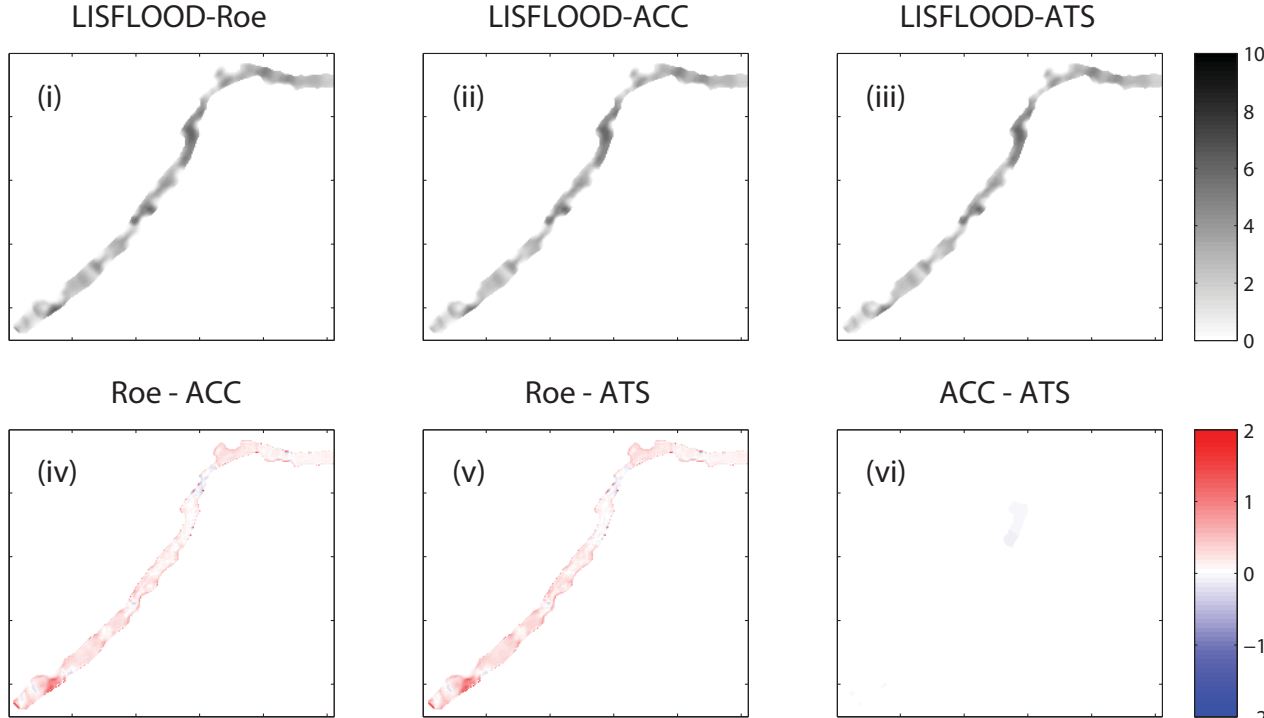 LISFLOOD-Roe
LISFLOOD-ACC
LISFLOOD-ATS
(i)
(ii)
(iii)
10
8
6
4
2
0
Roe - ACC
Roe - ATS
ACC - ATS
(iv)
(v)
(vi)
2
1
0
−1